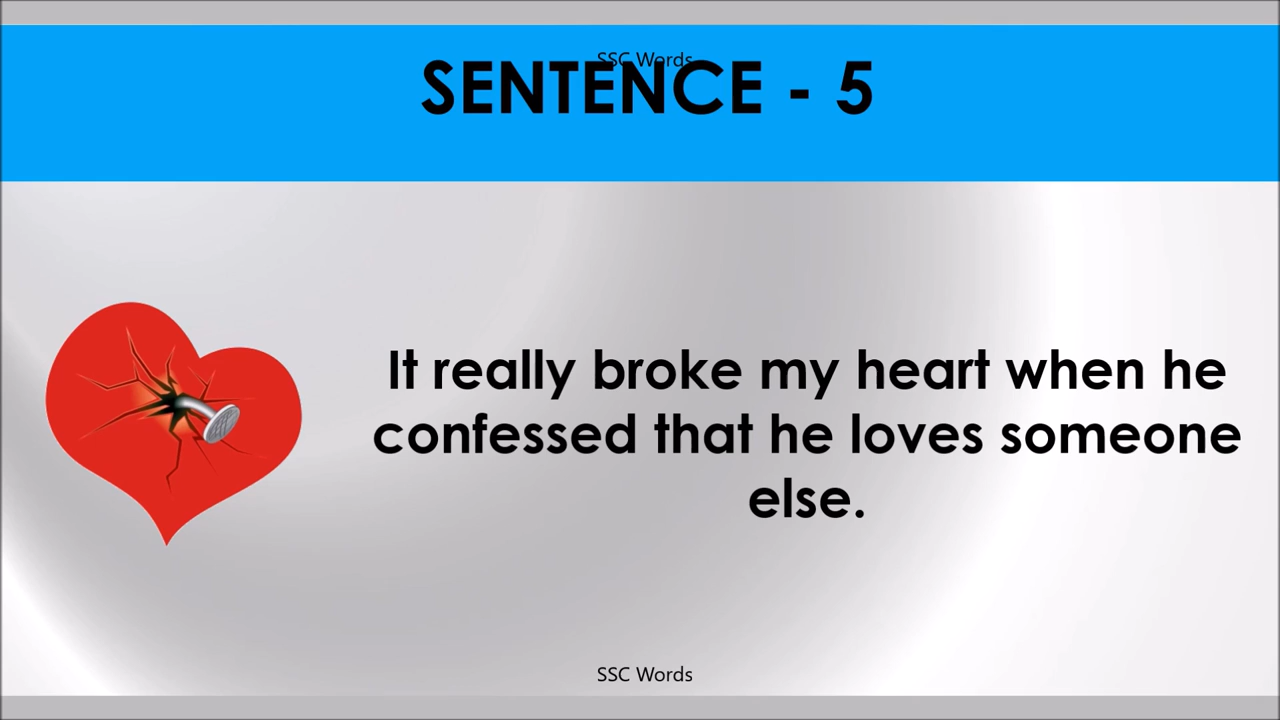 SSC Words
SENTENCE - 5
It really broke my heart when he
confessed that he loves someone
else.
SSC Words